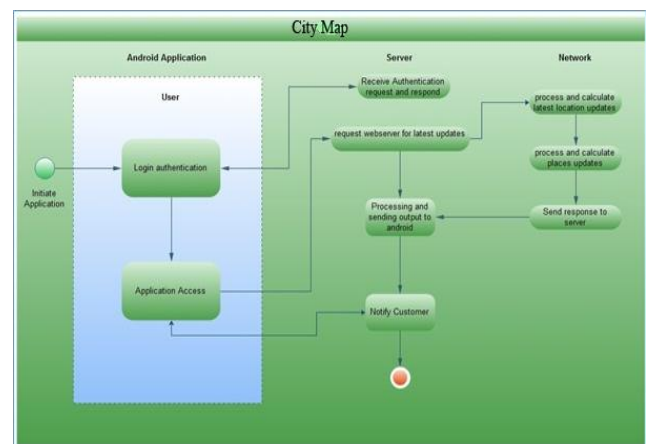 City Map
Android Application
Server
Network
User
Initiate
Application
Login authentication
Application Access
Receive Authentication
request and respond
request webserver for latest updates
Processing and
sending output to
android
Notify Customer
process and calculate
latest location updates
process and calculate
places updates
Send response to
server